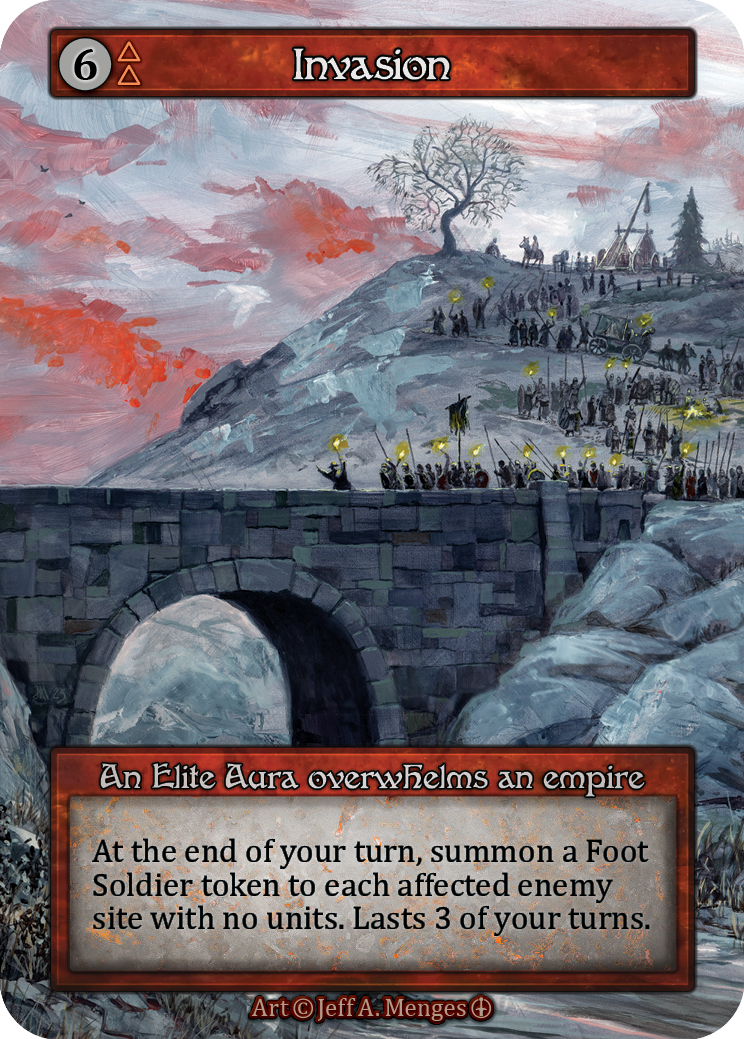 6 Invasion
An Elite Aura overwhelms an empire
At the end of your turn, summon a Foot
Soldier token to each affected enemy
site with no units. Lasts 3 of your turns.
Art © Jeff A. Menges